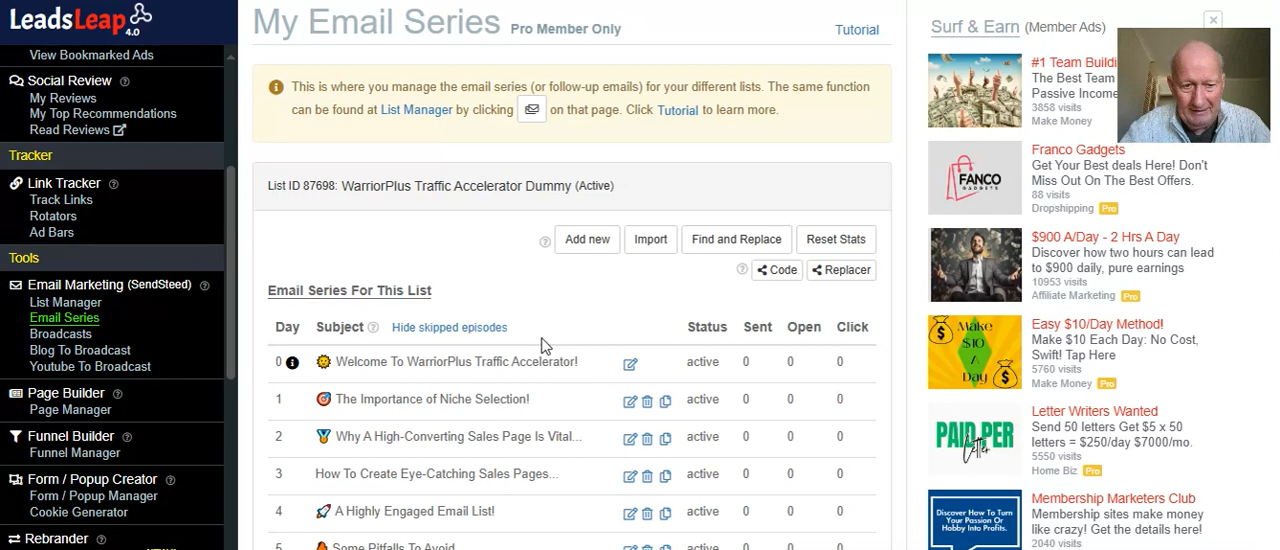 LeadsLeap 4.0
View Bookmarked Ads
Social Review
My Reviews
My Top Recommendations
Read Reviews
Tracker
Link Tracker
Track Links
Rotators
Ad Bars
Tools
Email Marketing (SendSteed)
List Manager
Email Series
Broadcasts
Blog To Broadcast
Youtube To Broadcast
Page Builder
Page Manager
Funnel Builder
Funnel Manager
Form / Popup Creator
Form / Popup Manager
Cookie Generator
Rebrander
My Email Series Pro Member Only
Tutorial
This is where you manage the email series (or follow-up emails) for your different lists. The same function
can be found at List Manager by clicking on that page. Click Tutorial to learn more.
List ID 87698: WarriorPlus Traffic Accelerator Dummy (Active)
Add new Import Find and Replace Reset Stats
Code Replacer
Email Series For This List
Day Subject Hide skipped episodes Status Sent Open Click
0 Welcome To WarriorPlus Traffic Accelerator! active 0 0 0
1 The Importance of Niche Selection! active 0 0 0
2 Why A High-Converting Sales Page Is Vital... active 0 0 0
3 How To Create Eye-Catching Sales Pages... active 0 0 0
4 A Highly Engaged Email List! active 0 0 0
5 Some Pitfalls To Avoid active 0 0 0
Surf & Earn (Member Ads)
#1 Team
The Best Team
Passive Income
3858 visits
Make Money
FANCO
GADGETS
Franco Gadgets
Get Your Best deals Here! Don't
Miss Out On The Best Offers.
88 visits
Dropshipping Pro
$900 A/Day - 2 Hrs A Day
Discover how two hours can lead
to $900 daily, pure earnings
10953 visits
Affiliate Marketing Pro
Make
$10
/
Day
Easy $10/Day Method!
Make $10 Each Day: No Cost,
Swift! Tap Here
5760 visits
Make Money Pro
PAID PER
Letter
Letter Writers Wanted
Send 50 letters Get $5 x 50
letters = $250/day $7000/mo.
5550 visits
Home Biz Pro
Discover How To Turn
Your Passion Or
Hobby Into Profits.
Membership Marketers Club
Membership sites make money
like crazy! Get the details here!
2040 visits